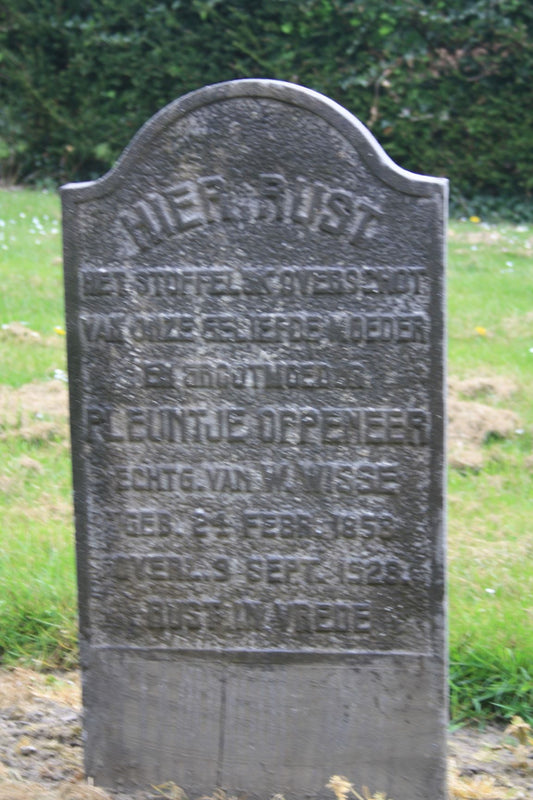 HIER RUST
HET STOFFELIJK OVERSCHOT
VAN ONZE GELIEFDE MOEDER
EN GROOTMOEDER
PLEUNTJE OPPENEER
ECHTG. VAN W. WISSE
GEB. 24 FEBR. 1853
OVERL. 9 SEPT. 1928
RUST IN VREDE